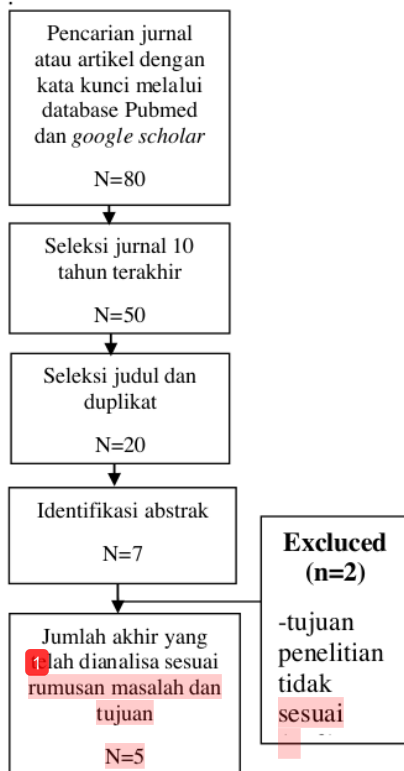 Pencarian jurnal
atau artikel dengan
kata kunci melalui
database Pubmed
dan google scholar
N=80
Seleksi jurnal 10
tahun terakhir
N=50
Seleksi judul dan
duplikat
N=20
Identifikasi abstrak
N=7
Excluced
(n=2)
-tujuan
penelitian
tidak
sesuai
Jumlah akhir yang
1
dianalisa sesuai
rumusan masalah dan
tujuan
N=5